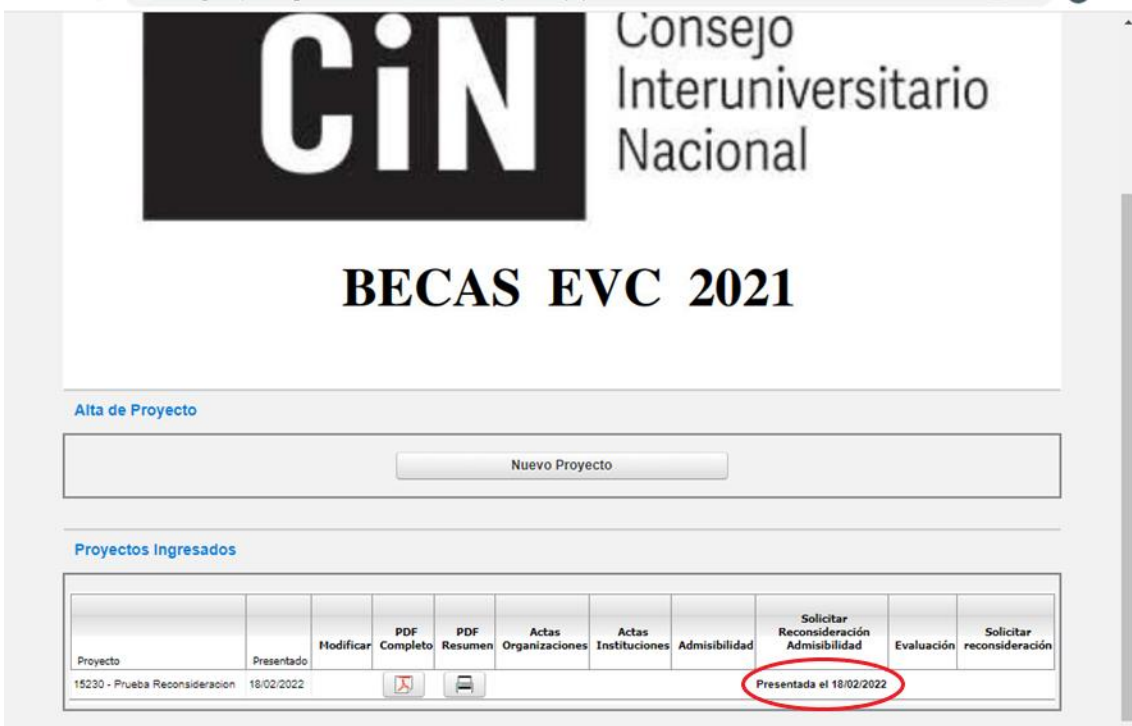 CiN
Consejo
Interuniversitario
Nacional
BECAS EVC 2021
Alta de Proyecto
Nuevo Proyecto
Proyectos Ingresados
Proyecto
Presentado
Modificar
PDF
Completo
PDF
Resumen
Actas
Organizaciones
Actas
Instituciones
Admisibilidad
Solicitar
Reconsideración
Admisibilidad
Evaluación
Solicitar
reconsideración
15230 - Prueba Reconsideracion
18/02/2022
Presentada el 18/02/2022